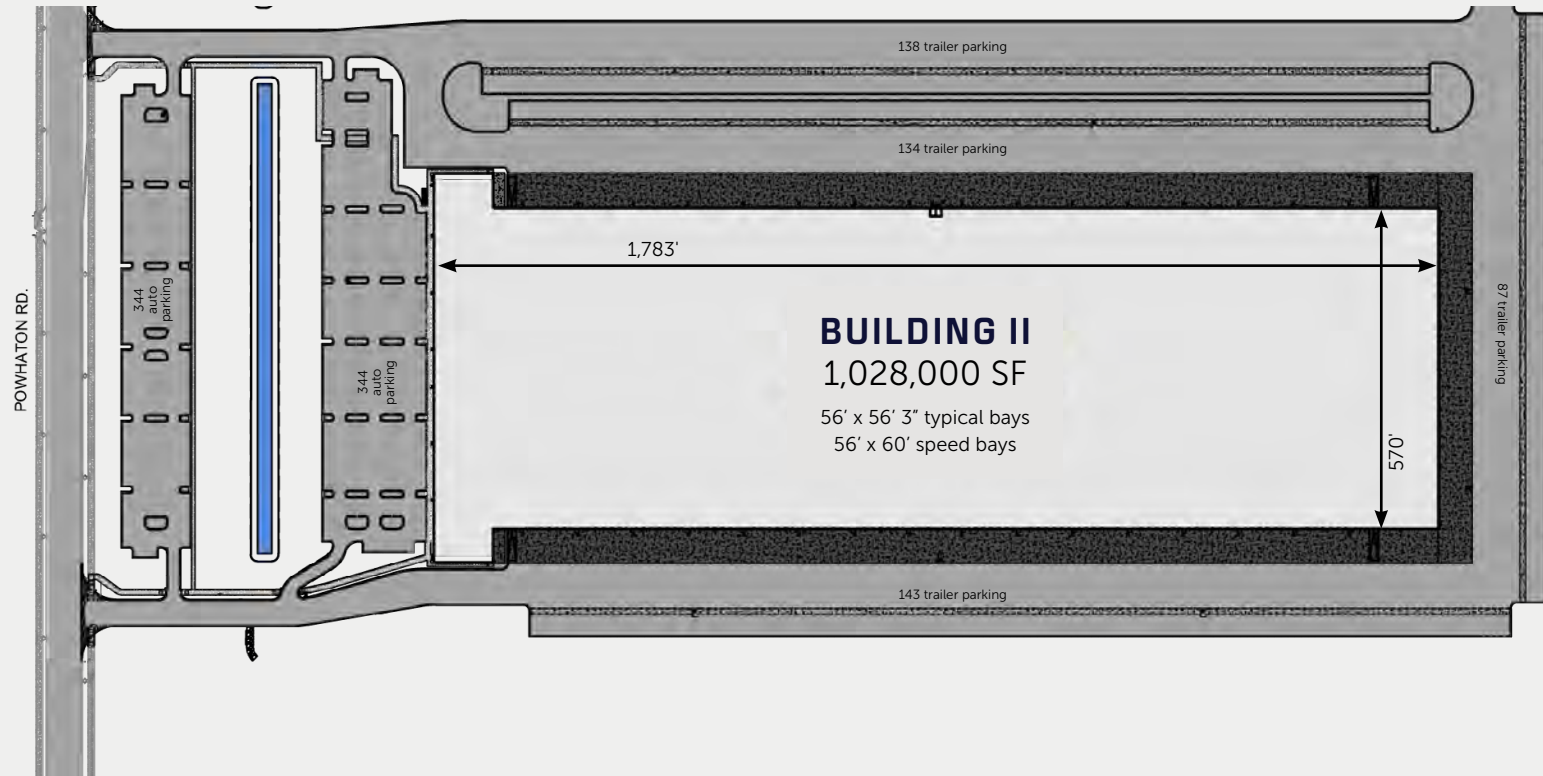 138 trailer parking
134 trailer parking
1,783'
344
auto
parking
POWHATON RD.
344
auto
parking
BUILDING II
1,028,000 SF
56’ x 56’ 3” typical bays
56’ x 60’ speed bays
570'
87 trailer parking
143 trailer parking